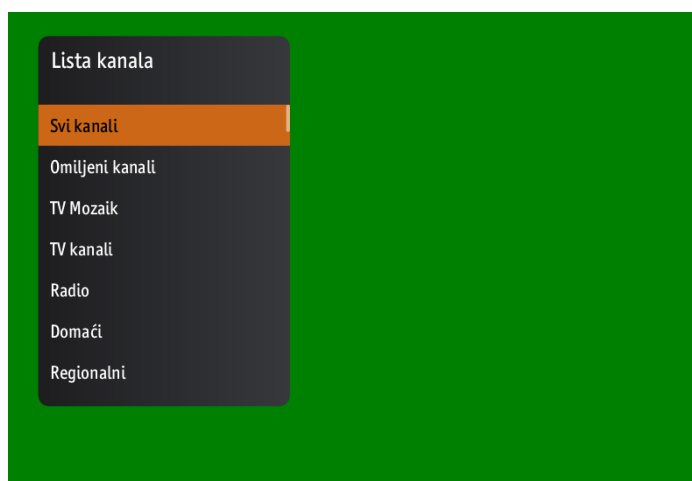 Lista kanala
Svi kanali
Omiljeni kanali
TV Mozaik
TV kanali
Radio
Domaći
Regionalni